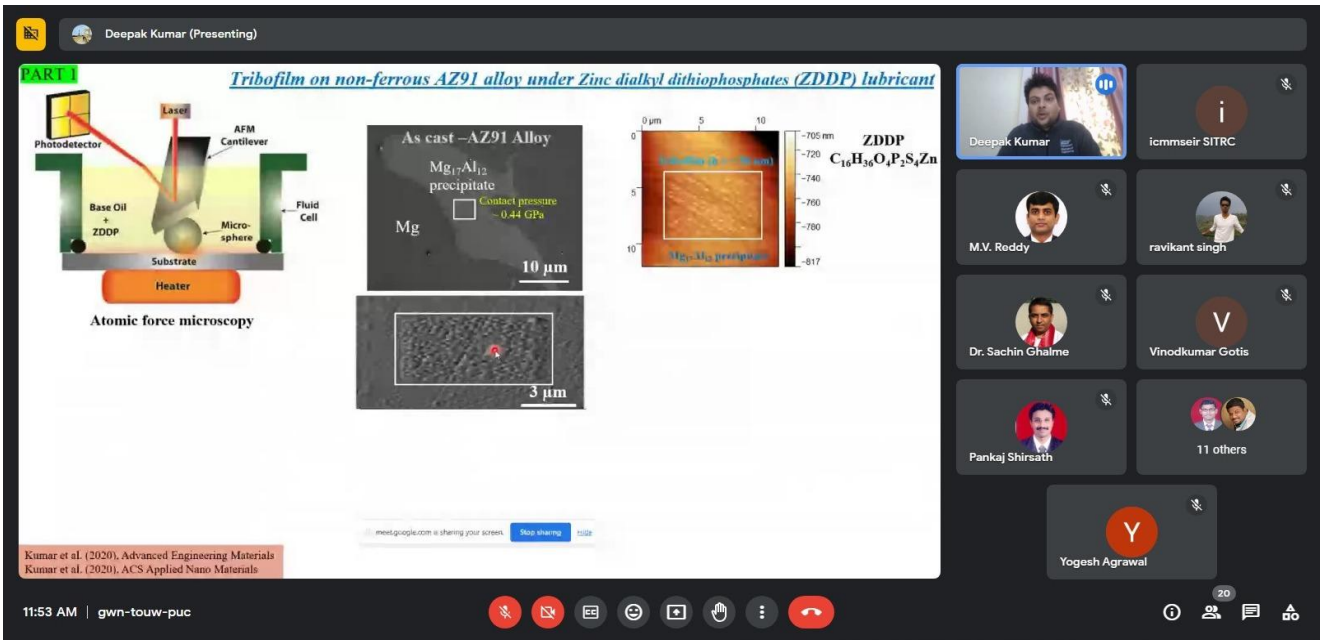 Deepak Kumar (Presenting)
PART 1
Tribofilm on non-ferrous AZ91 alloy under Zinc dialkyl dithiophosphates (ZDDP) lubricant
Laser
Photodetector
AFM
Cantilever
Base Oil
+
ZDDP
Fluid
Cell
Micro-
sphere
Substrate
Heater
Atomic force microscopy
As cast –AZ91 Alloy
Mg₁₇Al₁₂
precipitate
Contact pressure
~ 0.44 GPa
Mg
10 µm
3 µm
0 µm 5 10
0
5
10
-705 nm
-720
-740
-760
-780
-817
ZDDP
C₁₆H₃₆O₄P₂S₄Zn
meet.google.com is sharing your screen.
Stop sharing
Hide
Kumar et al. (2020), Advanced Engineering Materials
Kumar et al. (2020), ACS Applied Nano Materials
Deepak Kumar
i
icmmseir SITRC
M.V. Reddy
ravikant singh
Dr. Sachin Ghalme
V
Vinodkumar Gotis
Pankaj Shirsath
11 others
Y
Yogesh Agrawal
11:53 AM | gwn-touw-puc
CC
20